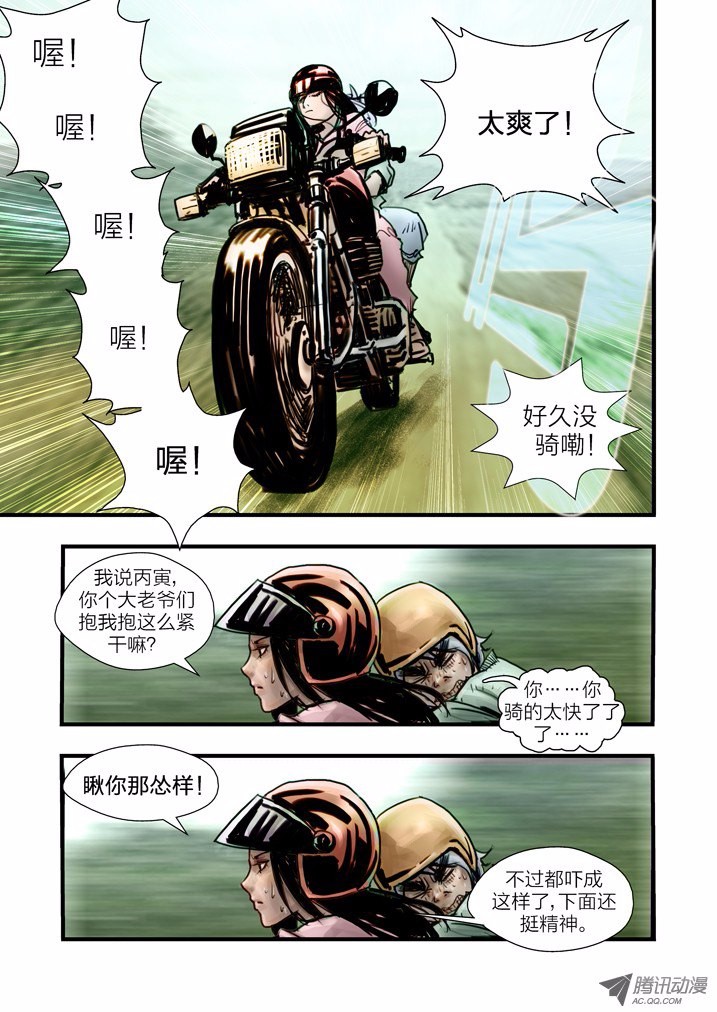 喔！
喔！
喔！
喔！
喔！
太爽了！
好久没
骑嘞！
我说丙寅，
你个大老爷们
抱我抱这么紧
干嘛？
你……你
骑的太快了了
了……
瞅你那怂样！
不过都吓成
这样了，下面还
挺精神。
腾讯动漫
AC.QQ.COM